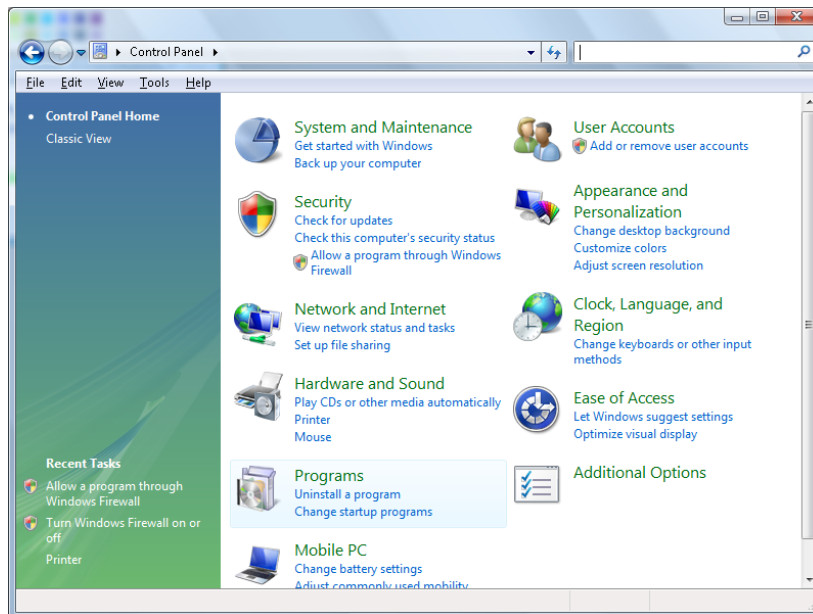 Control Panel
File Edit View Tools Help
Control Panel Home
Classic View
System and Maintenance
Get started with Windows
Back up your computer
Security
Check for updates
Check this computer's security status
Allow a program through Windows
Firewall
Network and Internet
View network status and tasks
Set up file sharing
Hardware and Sound
Play CDs or other media automatically
Printer
Mouse
Programs
Uninstall a program
Change startup programs
Mobile PC
Change battery settings
Adjust commonly used mobility
User Accounts
Add or remove user accounts
Appearance and
Personalization
Change desktop background
Customize colors
Adjust screen resolution
Clock, Language, and
Region
Change keyboards or other input
methods
Ease of Access
Let Windows suggest settings
Optimize visual display
Additional Options
Recent Tasks
Allow a program through
Windows Firewall
Turn Windows Firewall on or
off
Printer